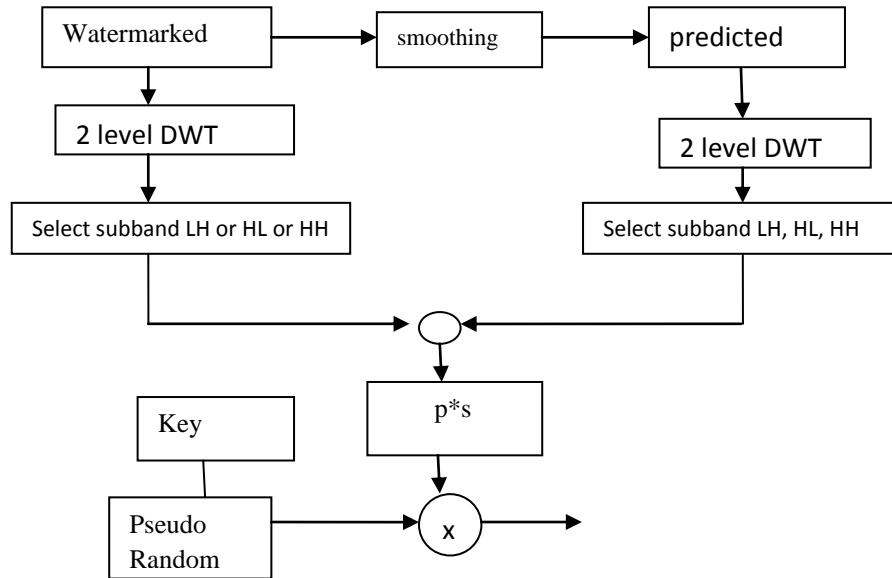 Watermarked
smoothing
predicted
2 level DWT
2 level DWT
Select subband LH or HL or HH
Select subband LH, HL, HH
p*s
Key
Pseudo
Random
x